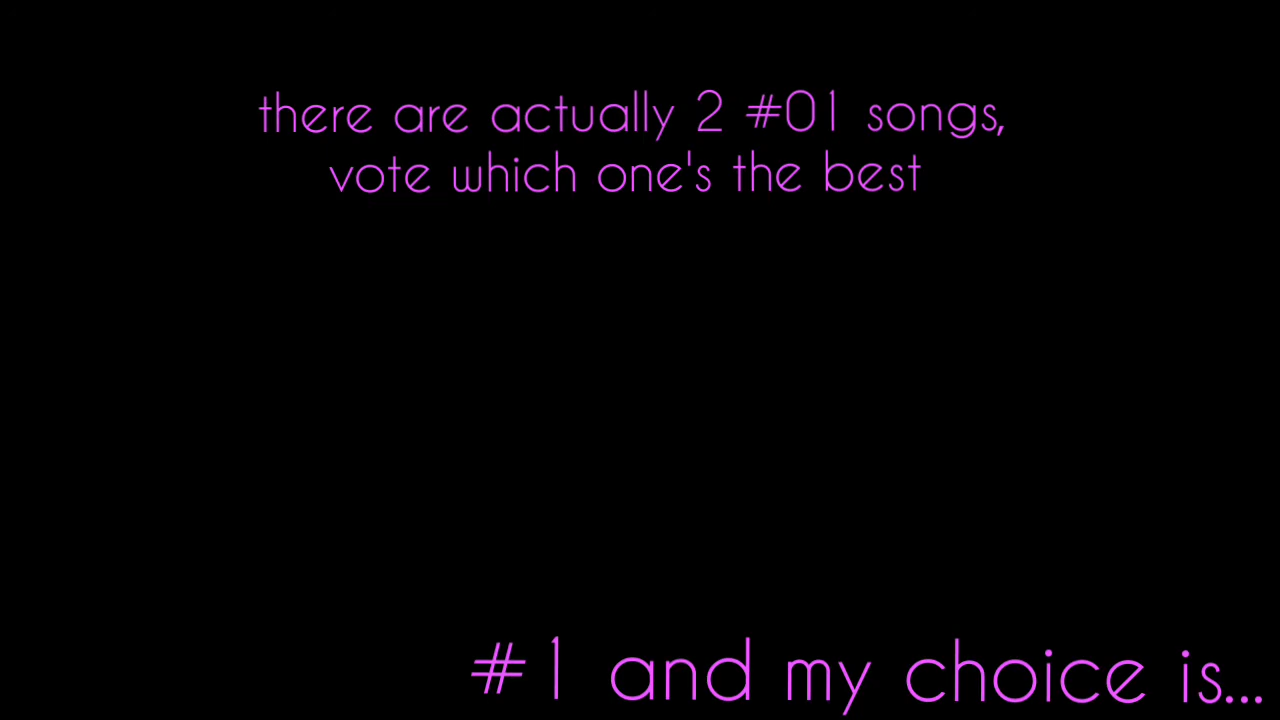 there are actually 2 #01 songs,
vote which one's the best
#1 and my choice is...